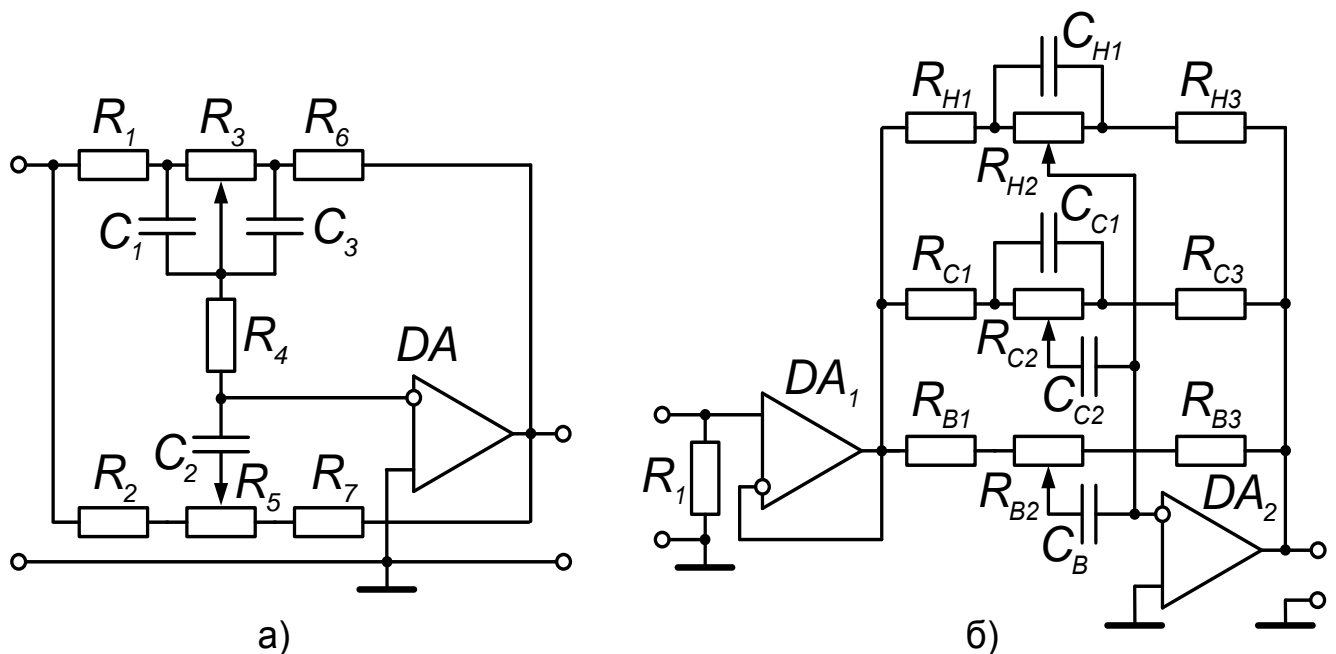 R1 R3 R6
C1 C3
R4
DA
C2
R2 R5 R7
а)
CH1
RH1 RH3
RH2
CC1
RC1 RC3
RC2
CC2
DA1
RB1 RB3
R1
RB2
CB
DA2
б)